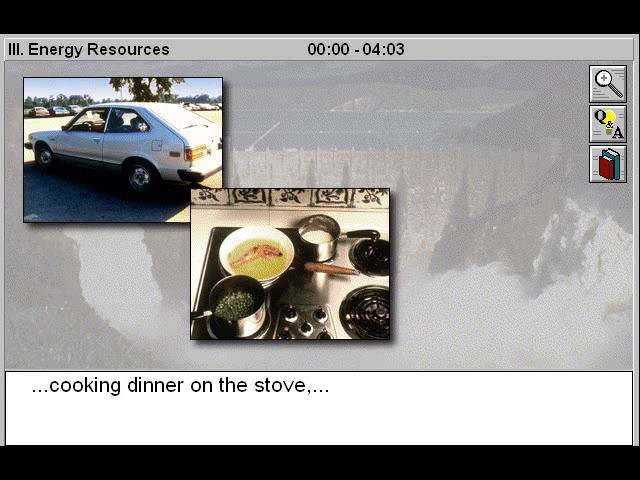 III. Energy Resources 00:00 - 04:03
Q
&
A
...cooking dinner on the stove,...